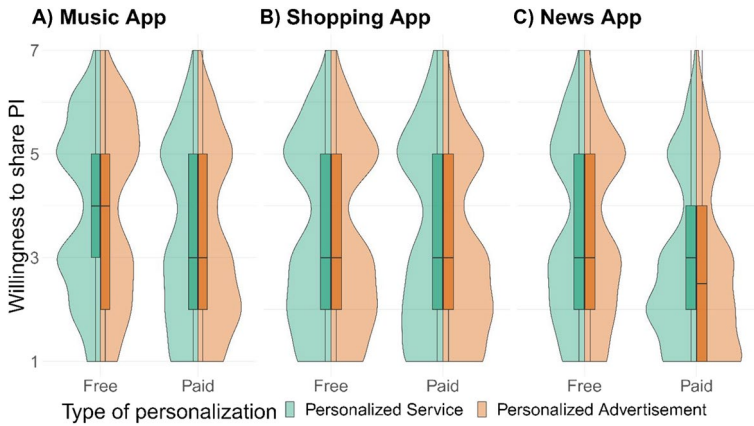 A) Music App
B) Shopping App
C) News App
Willingness to share PI
7
5
3
1
Free
Paid
Free
Paid
Free
Paid
Type of personalization
Personalized Service
Personalized Advertisement